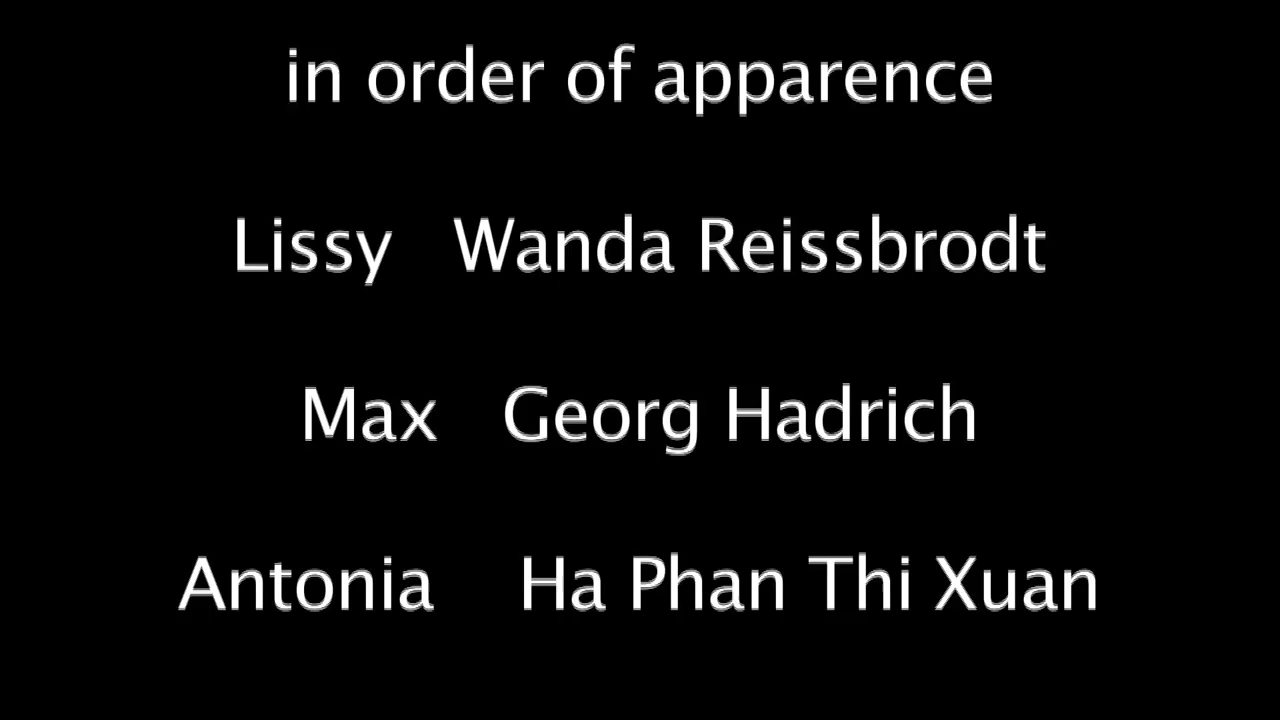 in order of apparence
Lissy Wanda Reissbrodt
Max Georg Hadrich
Antonia Ha Phan Thi Xuan